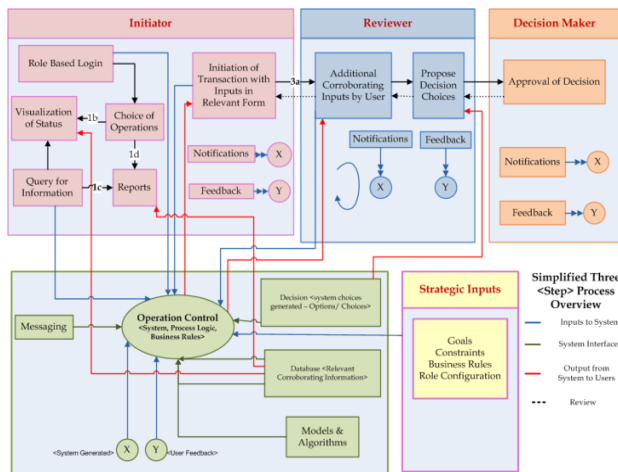 Initiator
Reviewer
Decision Maker
Role Based Login
Initiation of
Transaction with
Inputs in
Relevant Form
3a
Additional
Corroborating
Inputs by User
Propose
Decision
Choices
Approval of Decision
Visualization
of Status
1b
Choice of
Operations
1d
Notifications
X
Notifications
Feedback
Notifications
X
Query for
Information
1c
Reports
Feedback
Y
X
Y
Feedback
Y
Operation Control
<System, Process Logic,
Business Rules>
Decision <system choices
generated – Options/
Choices>
Messaging
Database <Relevant
Corroborating Information>
Models &
Algorithms
<System Generated>
X
Y
<User Feedback>
Strategic Inputs
Goals
Constraints
Business Rules
Role Configuration
Simplified Three
<Step> Process
Overview
Inputs to System
System Interface
Output from
System to Users
Review